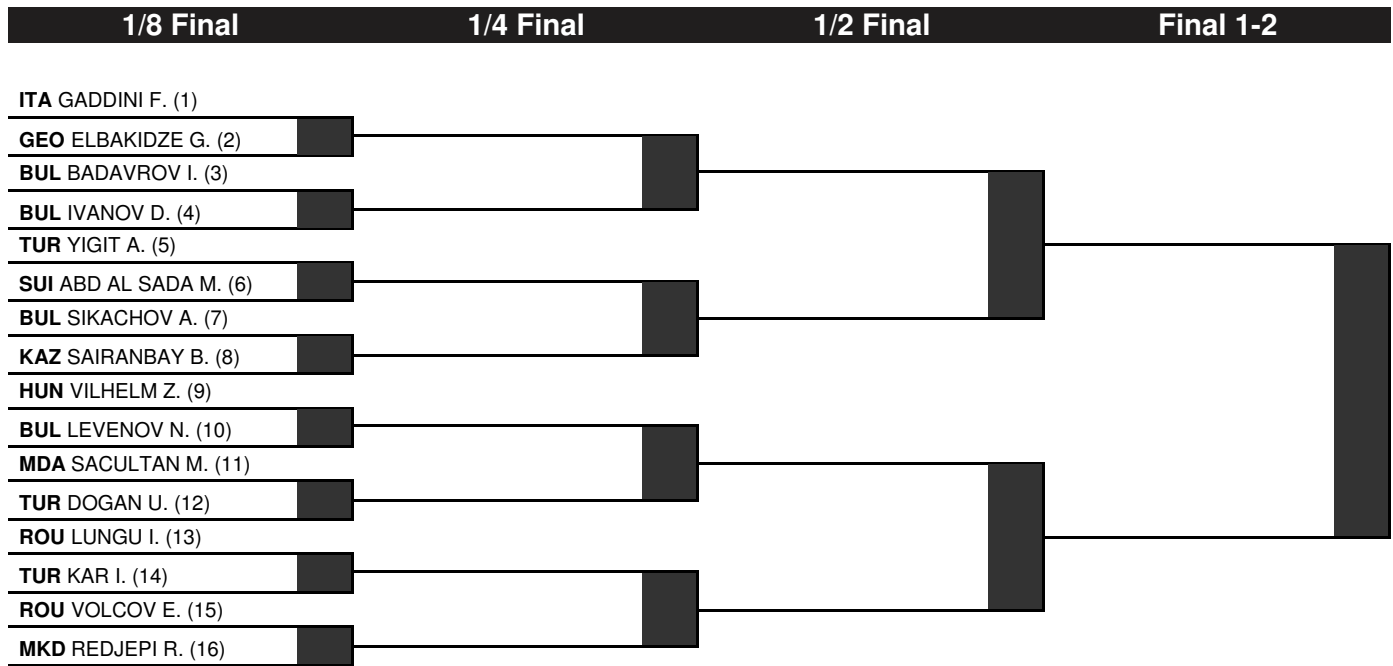 1/8 Final 1/4 Final 1/2 Final Final 1-2
ITA GADDINI F. (1)
GEO ELBAKIDZE G. (2)
BUL BADAVROV I. (3)
BUL IVANOV D. (4)
TUR YIGIT A. (5)
SUI ABD AL SADA M. (6)
BUL SIKACHOV A. (7)
KAZ SAIRANBAY B. (8)
HUN VILHELM Z. (9)
BUL LEVENOV N. (10)
MDA SACULTAN M. (11)
TUR DOGAN U. (12)
ROU LUNGU I. (13)
TUR KAR I. (14)
ROU VOLCOV E. (15)
MKD REDJEPI R. (16)